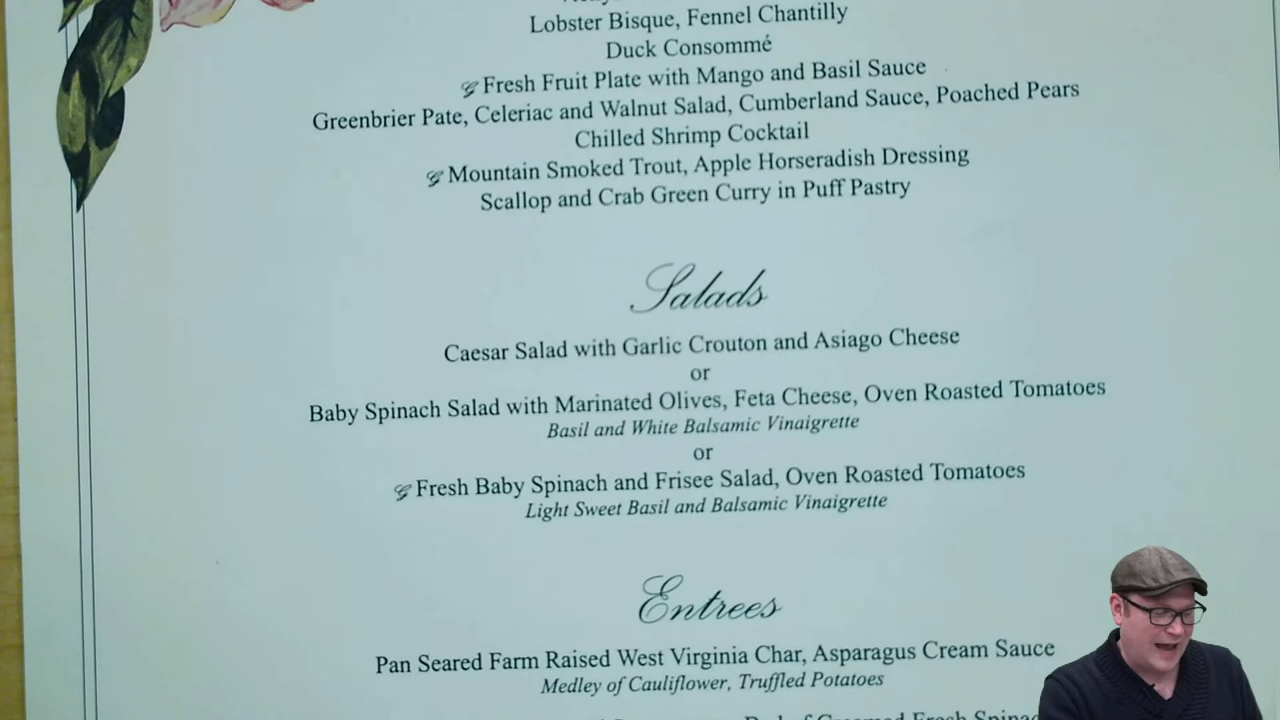 Lobster Bisque, Fennel Chantilly
Duck Consommé
Fresh Fruit Plate with Mango and Basil Sauce
Greenbrier Pate, Celeriac and Walnut Salad, Cumberland Sauce, Poached Pears
Chilled Shrimp Cocktail
Mountain Smoked Trout, Apple Horseradish Dressing
Scallop and Crab Green Curry in Puff Pastry
Salads
Caesar Salad with Garlic Crouton and Asiago Cheese
or
Baby Spinach Salad with Marinated Olives, Feta Cheese, Oven Roasted Tomatoes
Basil and White Balsamic Vinaigrette
or
Fresh Baby Spinach and Frisee Salad, Oven Roasted Tomatoes
Light Sweet Basil and Balsamic Vinaigrette
Entrees
Pan Seared Farm Raised West Virginia Char, Asparagus Cream Sauce
Medley of Cauliflower, Truffled Potatoes